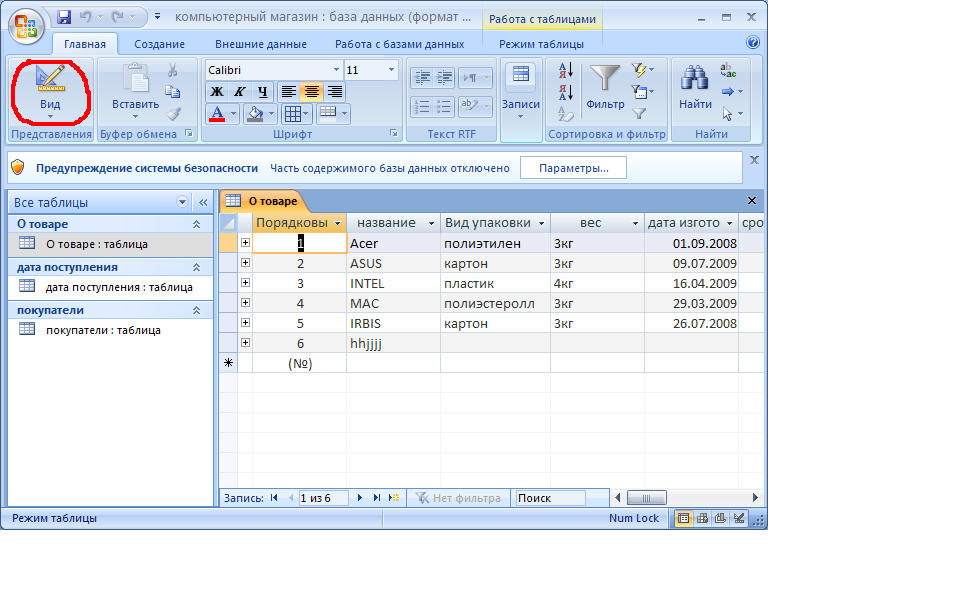 компьютерный магазин : база данных (формат ... Работа с таблицами
Главная Создание Внешние данные Работа с базами данных Режим таблицы
Вид
Представления
Вставить
Буфер обмена
Calibri 11
Ж К Ч
А
Шрифт
Текст RTF
Записи
А Я
Я А
Фильтр
Сортировка и фильтр
Найти
ab ac
Найти
Предупреждение системы безопасности Часть содержимого базы данных отключено Параметры...
Все таблицы
О товаре
О товаре : таблица
дата поступления
дата поступления : таблица
покупатели
покупатели : таблица
О товаре
Порядковы название Вид упаковки вес дата изгото сро
1 Acer полиэтилен 3кг 01.09.2008
2 ASUS картон 3кг 09.07.2009
3 INTEL пластик 4кг 16.04.2009
4 MAC полиэстеролл 3кг 29.03.2009
5 IRBIS картон 3кг 26.07.2008
6 hhjjjj
(№)
Запись: 1 из 6 Нет фильтра Поиск
Режим таблицы Num Lock